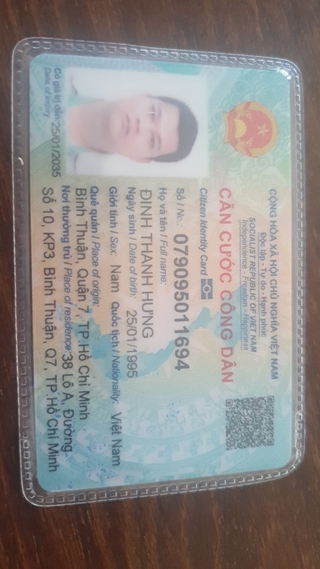 CỘNG HÒA XÃ HỘI CHỦ NGHĨA VIỆT NAM
Độc lập - Tự do - Hạnh phúc
SOCIALIST REPUBLIC OF VIET NAM
Independence - Freedom - Happiness
CĂN CƯỚC CÔNG DÂN
Citizen Identity Card
Số / No.: 079095011694
Họ và tên / Full name:
ĐINH THANH HƯNG
Ngày sinh / Date of birth: 25/01/1995
Giới tính / Sex: Nam Quốc tịch / Nationality: Việt Nam
Quê quán / Place of origin:
Bình Thuận, Quận 7, TP.Hồ Chí Minh
Nơi thường trú / Place of residence: 38 Lô A, Đường
Số 10, KP3, Bình Thuận, Q7, TP.Hồ Chí Minh
Có giá trị đến: 25/01/2035
Date of expiry